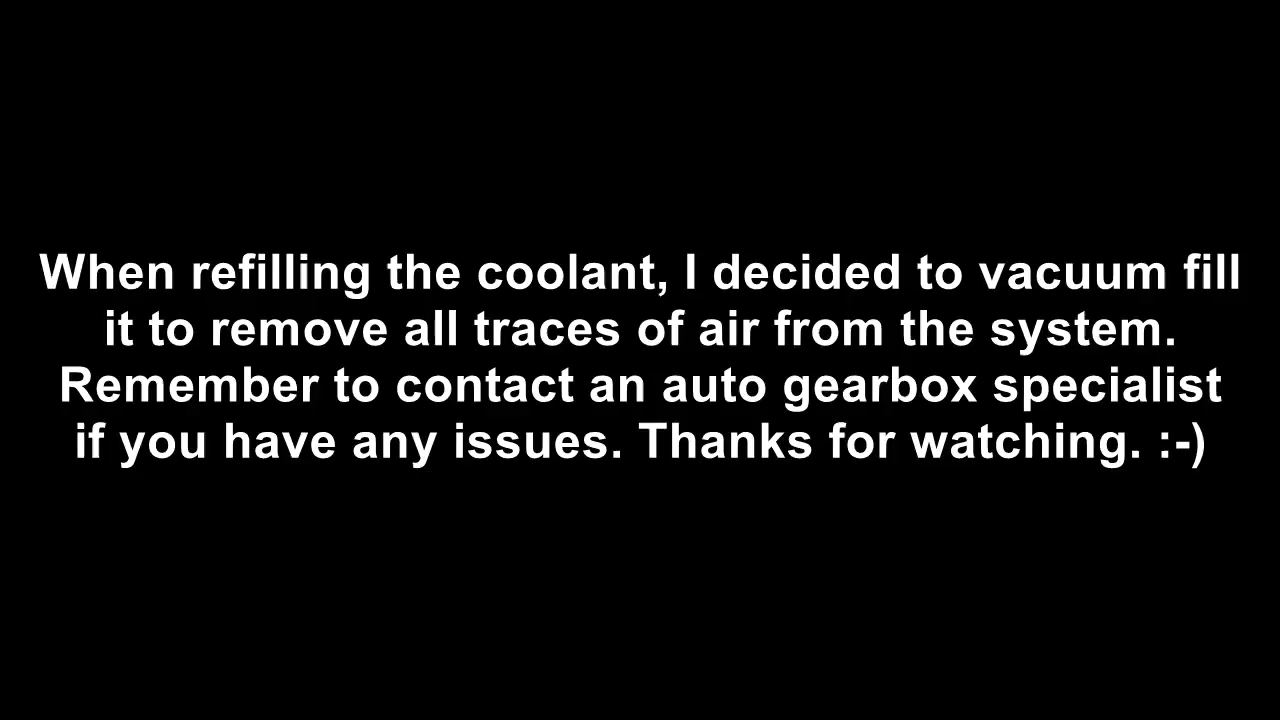 When refilling the coolant, I decided to vacuum fill
it to remove all traces of air from the system.
Remember to contact an auto gearbox specialist
if you have any issues. Thanks for watching. :-)